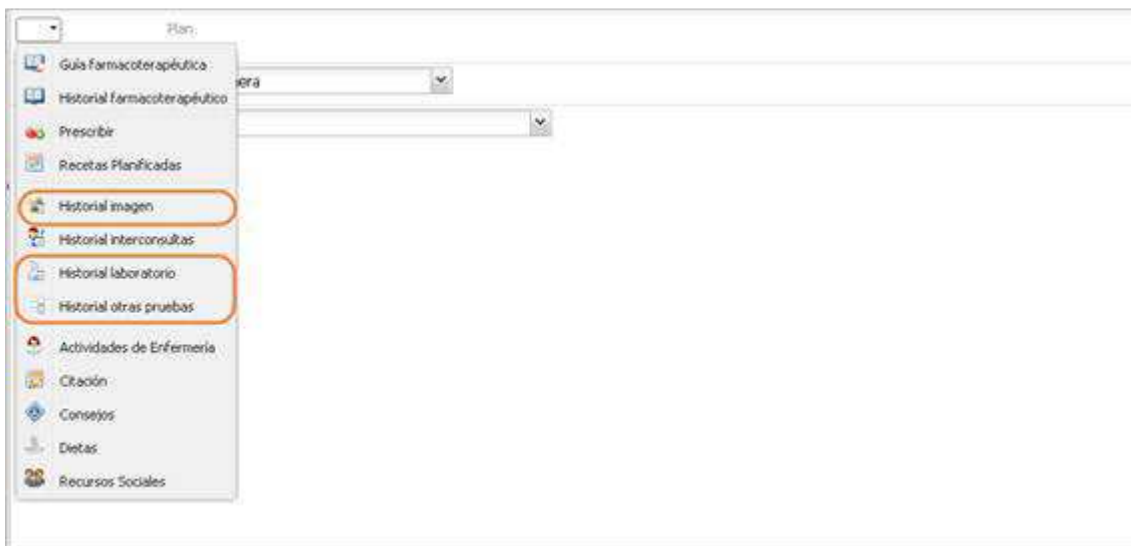 Plan
Guía farmacoterapéutica
era
Historial farmacoterapéutico
Prescribir
Recetas Planificadas
Historial imagen
Historial interconsultas
Historial laboratorio
Historial otras pruebas
Actividades de Enfermería
Citación
Consejos
Dietas
Recursos Sociales